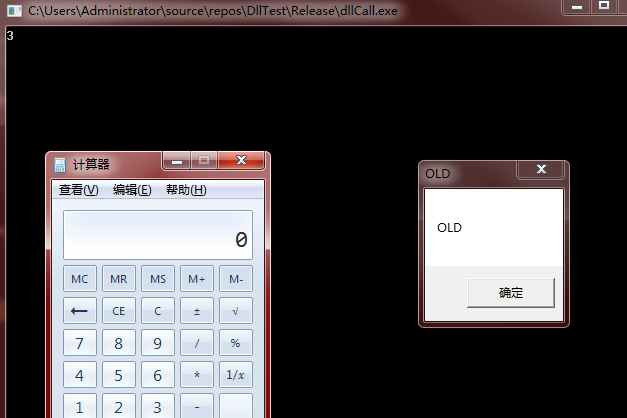 C:\Users\Administrator\source\repos\DllTest\Release\dllCall.exe
3
计算器
查看(V) 编辑(E) 帮助(H)
0
MC MR MS M+ M-
← CE C ± √
7 8 9 / %
4 5 6 * 1/x
1 2 3 -
OLD
OLD
确定